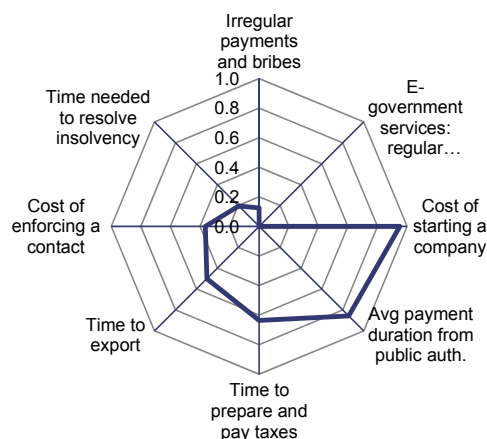 Irregular
payments
and bribes
1.0
0.8
0.6
0.4
0.2
0.0
E-
government
services:
regular…
Cost of
starting a
company
Avg payment
duration from
public auth.
Time to
prepare and
pay taxes
Time to
export
Cost of
enforcing a
contact
Time needed
to resolve
insolvency